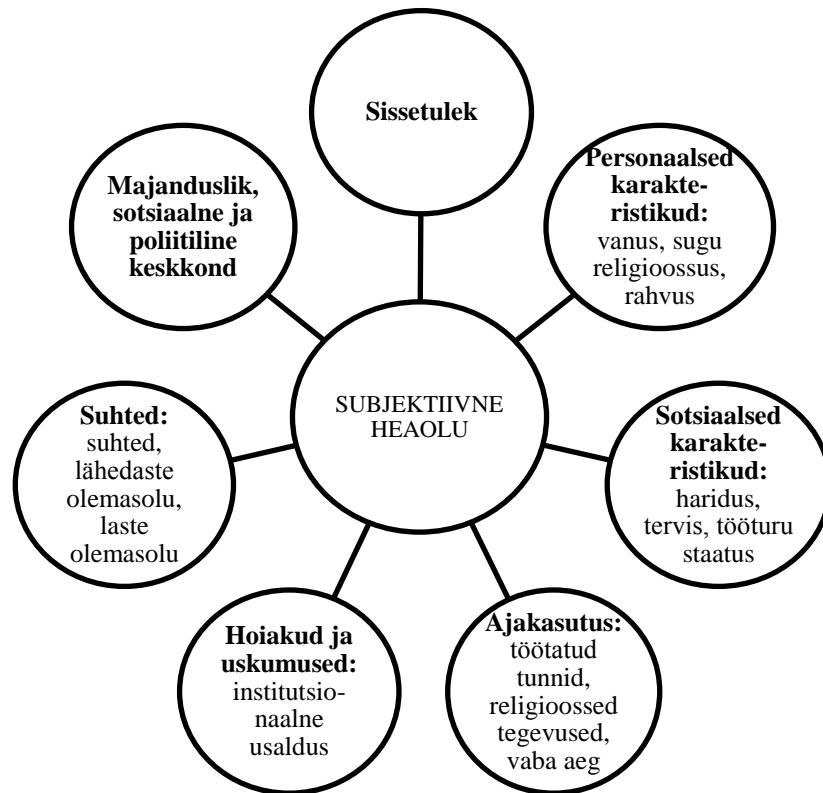 Sissetulek
Personaalsed
karakte-
ristikud:
vanus, sugu
religioossus,
rahvus
Majanduslik,
sotsiaalne ja
poliitiline
keskkond
SUBJEKTIIVNE
HEAOLU
Suhted:
suhted,
lähedaste
olemasolu,
laste
olemasolu
Sotsiaalsed
karakte-
ristikud:
haridus,
tervis, tööturu
staatus
Hoiakud ja
uskumused:
institutsio-
naalne
usaldus
Ajakasutus:
töötatud
tunnid,
religioossed
tegevused,
vaba aeg